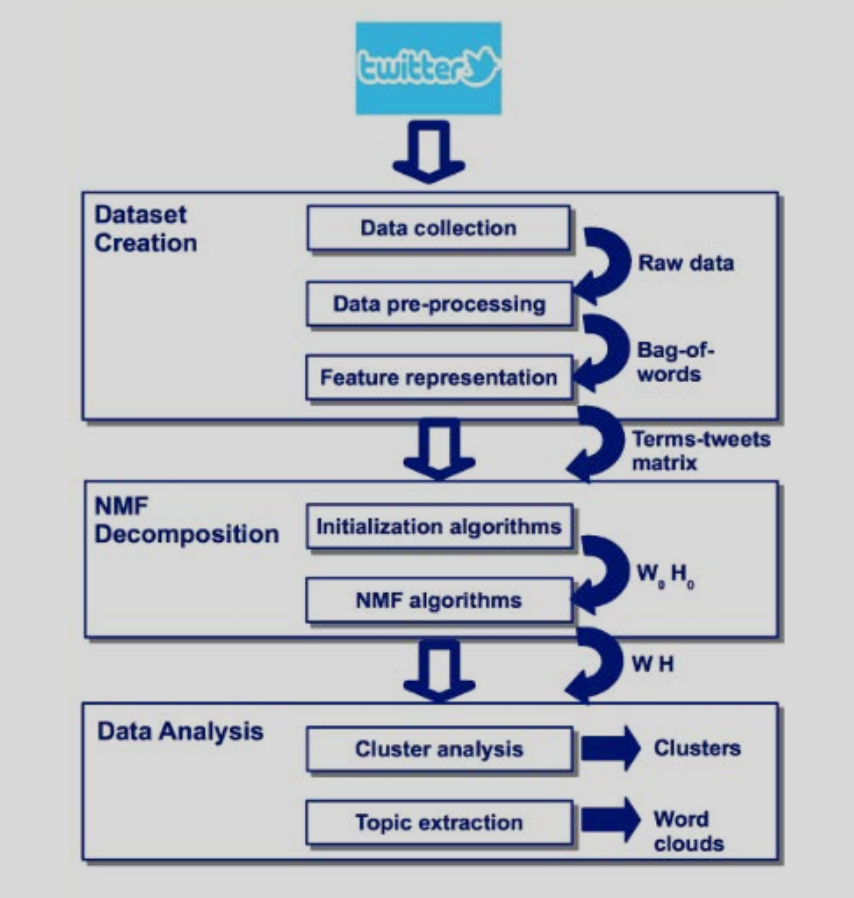 twitter
Dataset
Creation
Data collection
Raw data
Data pre-processing
Bag-of-
words
Feature representation
Terms-tweets
matrix
NMF
Decomposition
Initialization algorithms
W₀ H₀
NMF algorithms
W H
Data Analysis
Cluster analysis
Clusters
Topic extraction
Word
clouds